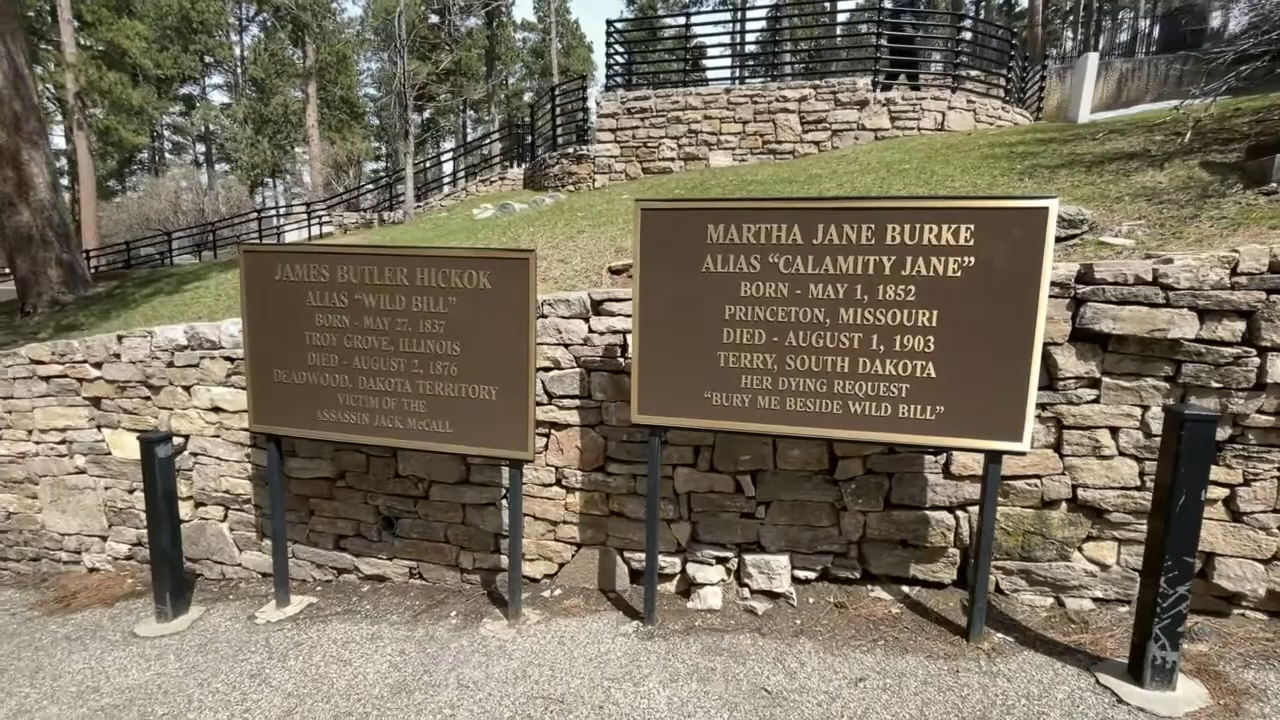 JAMES BUTLER HICKOK
ALIAS "WILD BILL"
BORN - MAY 27, 1837
TROY GROVE, ILLINOIS
DIED - AUGUST 2, 1876
DEADWOOD, DAKOTA TERRITORY
VICTIM OF THE
ASSASSIN JACK McCALL
MARTHA JANE BURKE
ALIAS "CALAMITY JANE"
BORN - MAY 1, 1852
PRINCETON, MISSOURI
DIED - AUGUST 1, 1903
TERRY, SOUTH DAKOTA
HER DYING REQUEST
"BURY ME BESIDE WILD BILL"